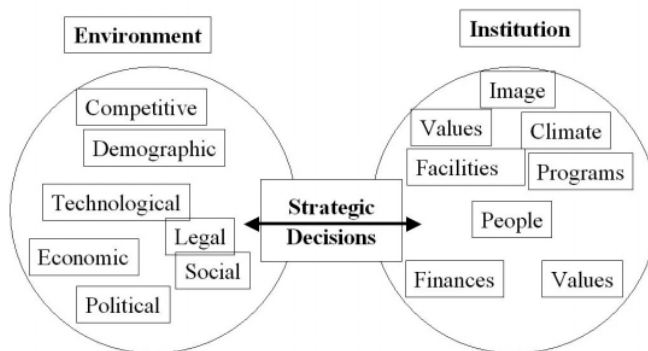 Environment
Institution
Competitive
Demographic
Technological
Legal
Economic
Social
Political
Strategic
Decisions
Image
Values
Climate
Facilities
Programs
People
Finances
Values